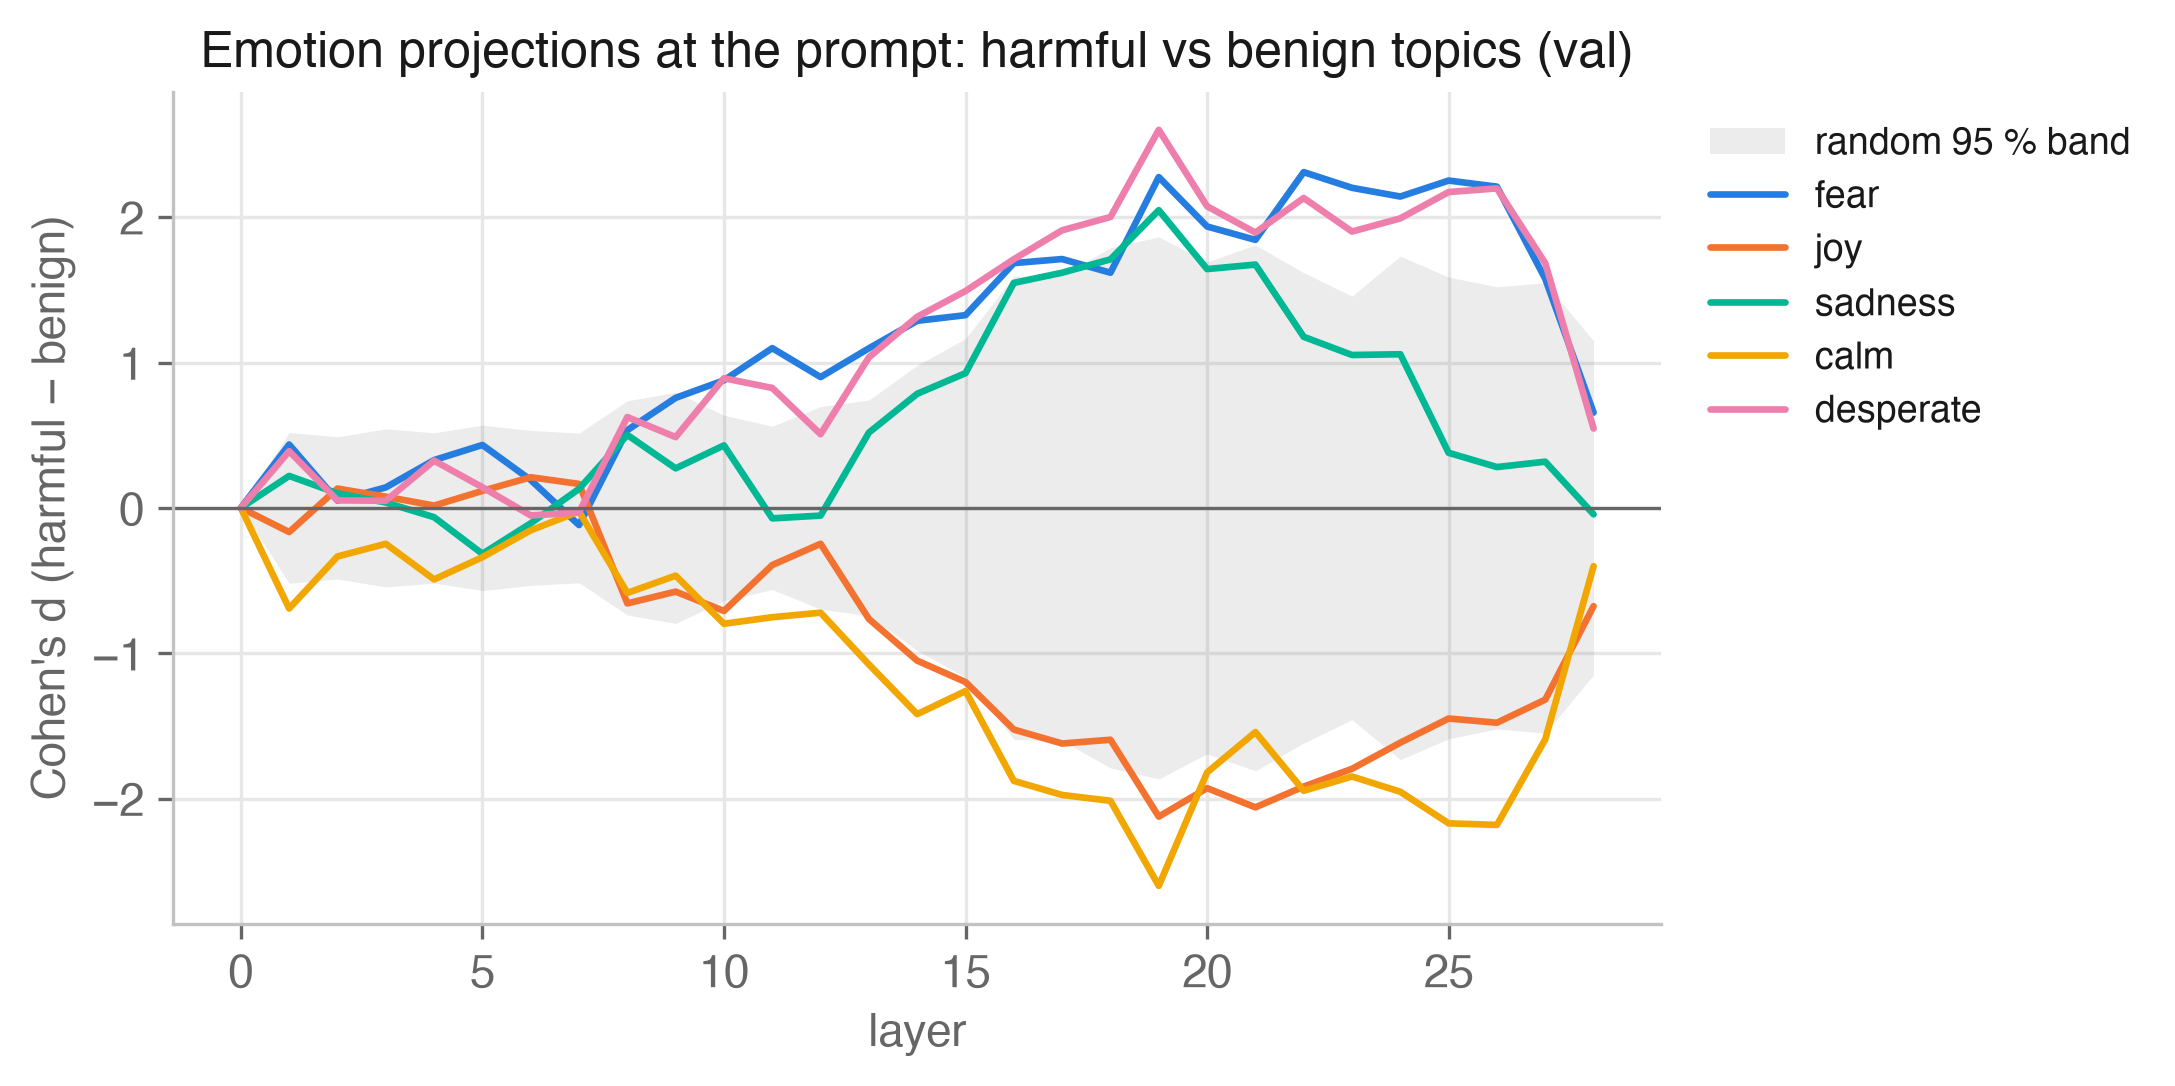 Emotion projections at the prompt: harmful vs benign topics (val)
random 95 % band
fear
joy
sadness
calm
desperate
Cohen's d (harmful − benign)
2
1
0
−1
−2
0 5 10 15 20 25
layer